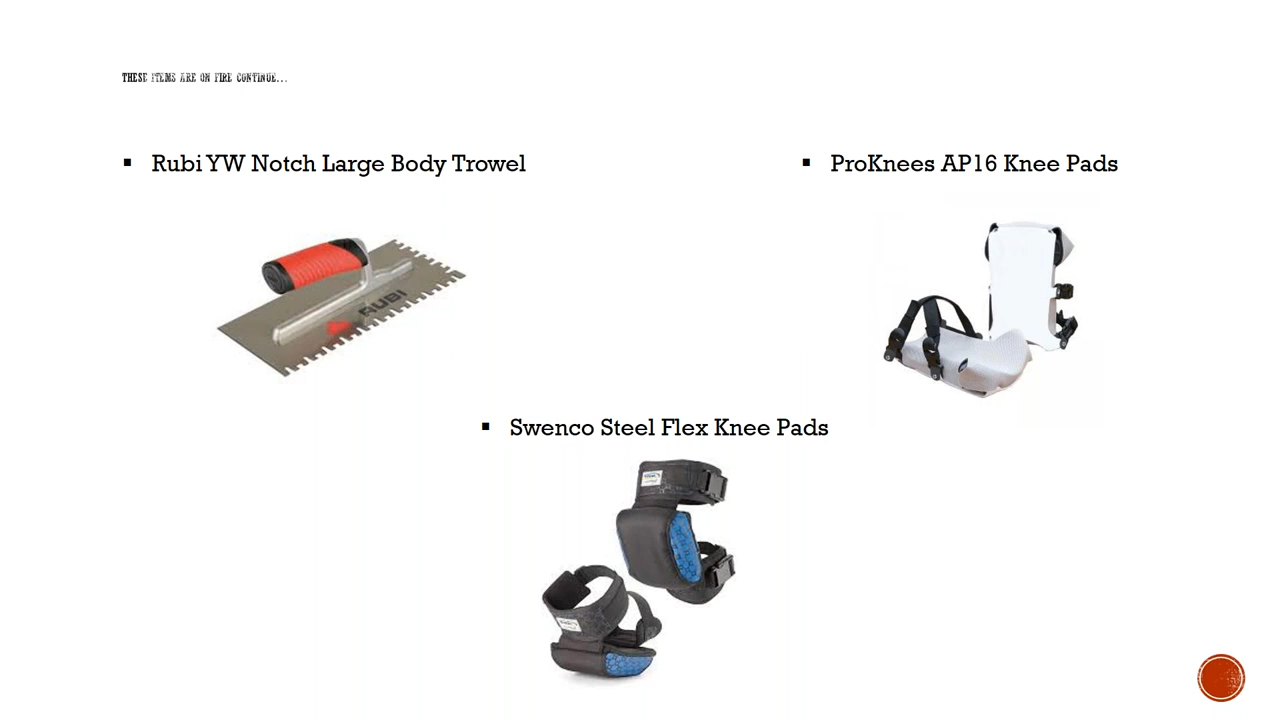 THESE ITEMS ARE ON FIRE CONTINUE...
▪ Rubi YW Notch Large Body Trowel
▪ ProKnees AP16 Knee Pads
RUBI
▪ Swenco Steel Flex Knee Pads